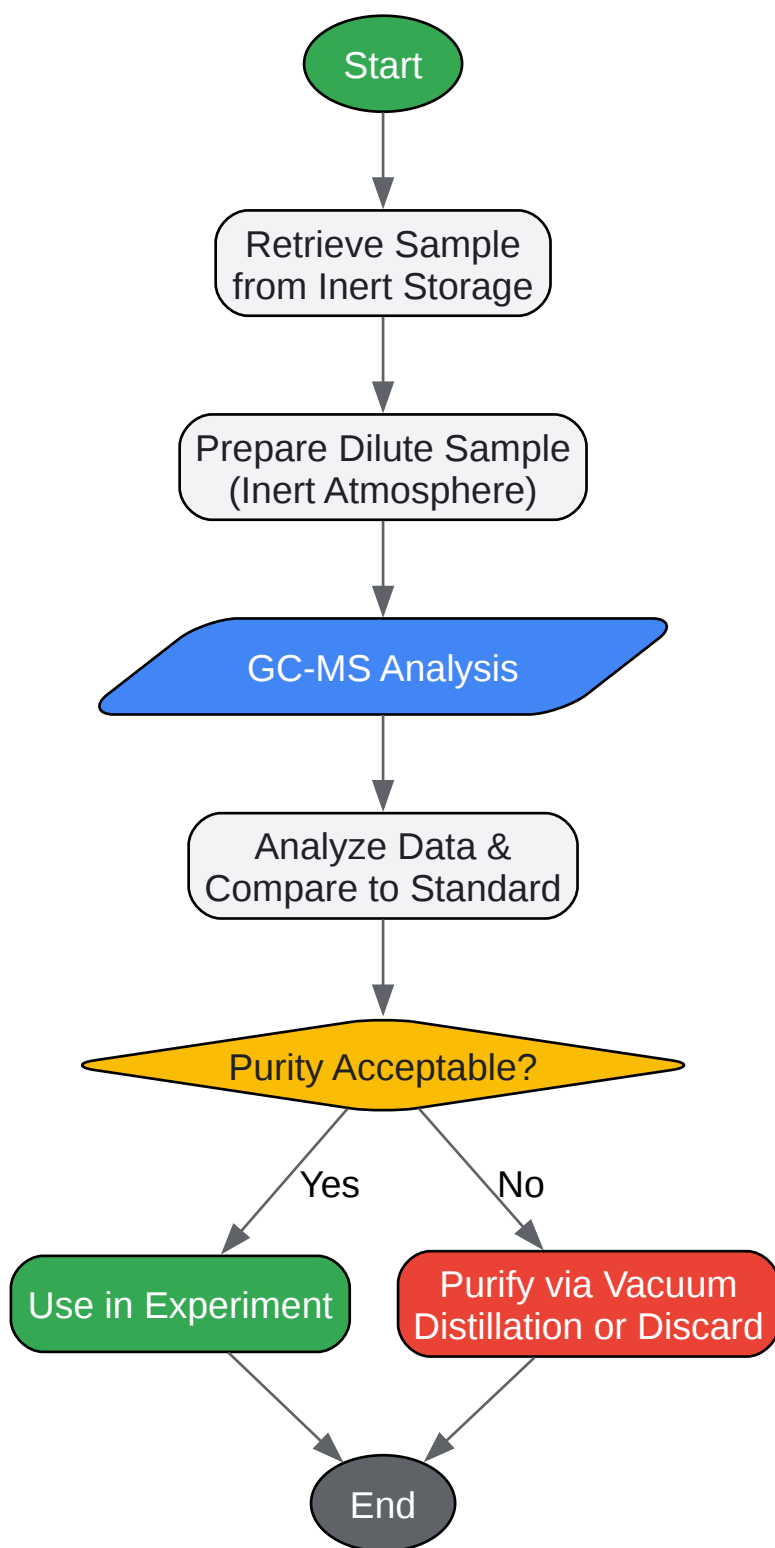 Start
Retrieve Sample
from Inert Storage
Prepare Dilute Sample
(Inert Atmosphere)
GC-MS Analysis
Analyze Data &
Compare to Standard
Purity Acceptable?
Yes
No
Use in Experiment
Purify via Vacuum
Distillation or Discard
End